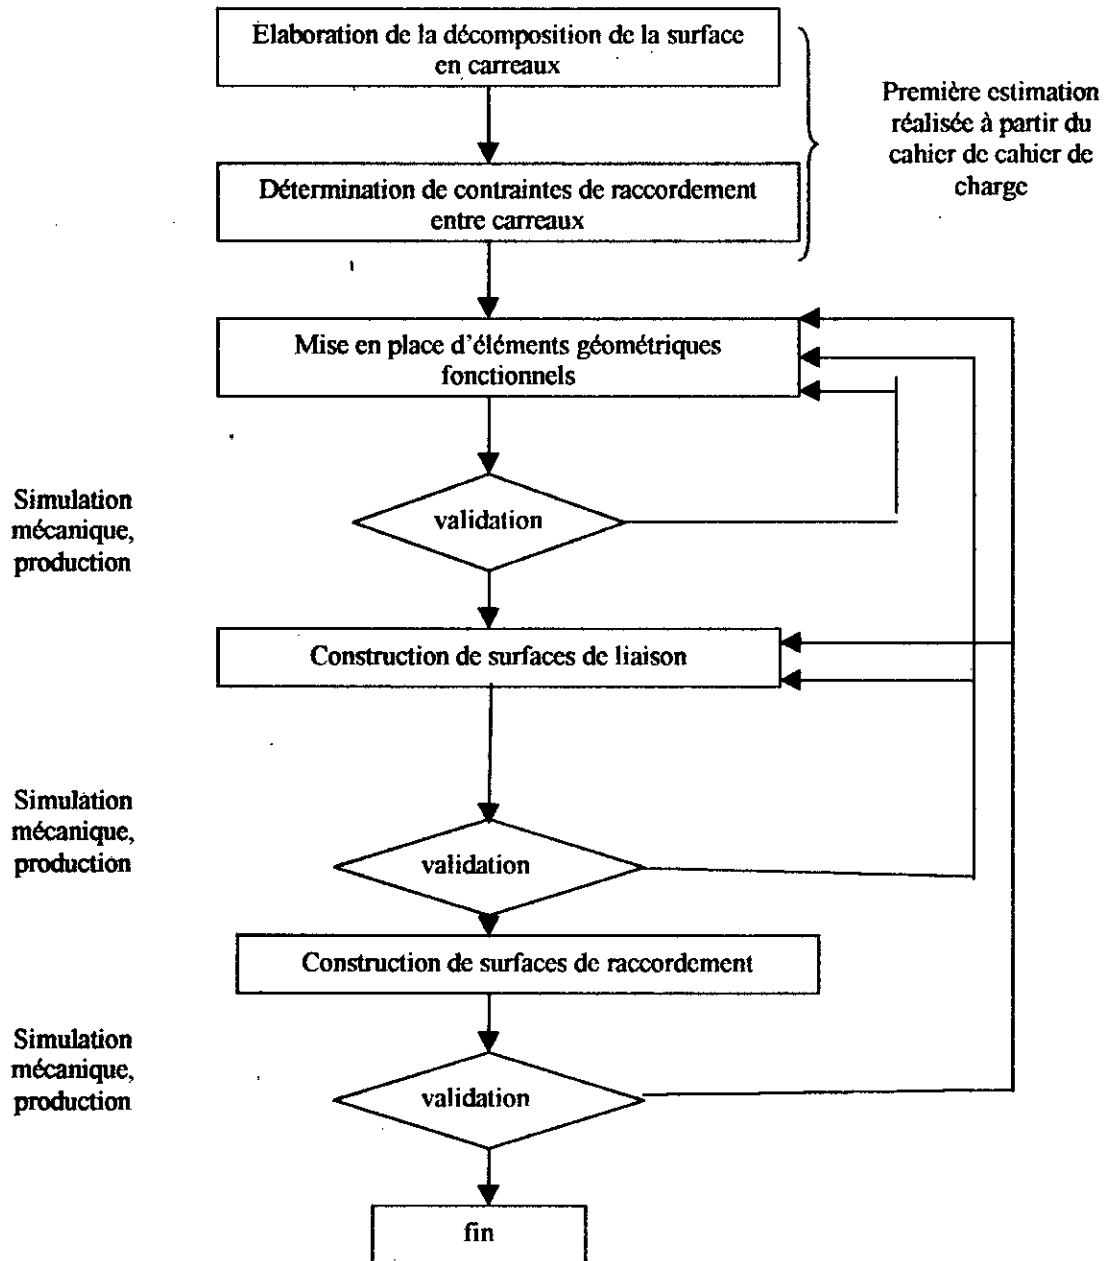 Elaboration de la décomposition de la surface
en carreaux
Première estimation
réalisée à partir du
cahier de cahier de
charge
Détermination de contraintes de raccordement
entre carreaux
Mise en place d'éléments géométriques
fonctionnels
Simulation
mécanique,
production
validation
Construction de surfaces de liaison
Simulation
mécanique,
production
validation
Construction de surfaces de raccordement
Simulation
mécanique,
production
validation
fin